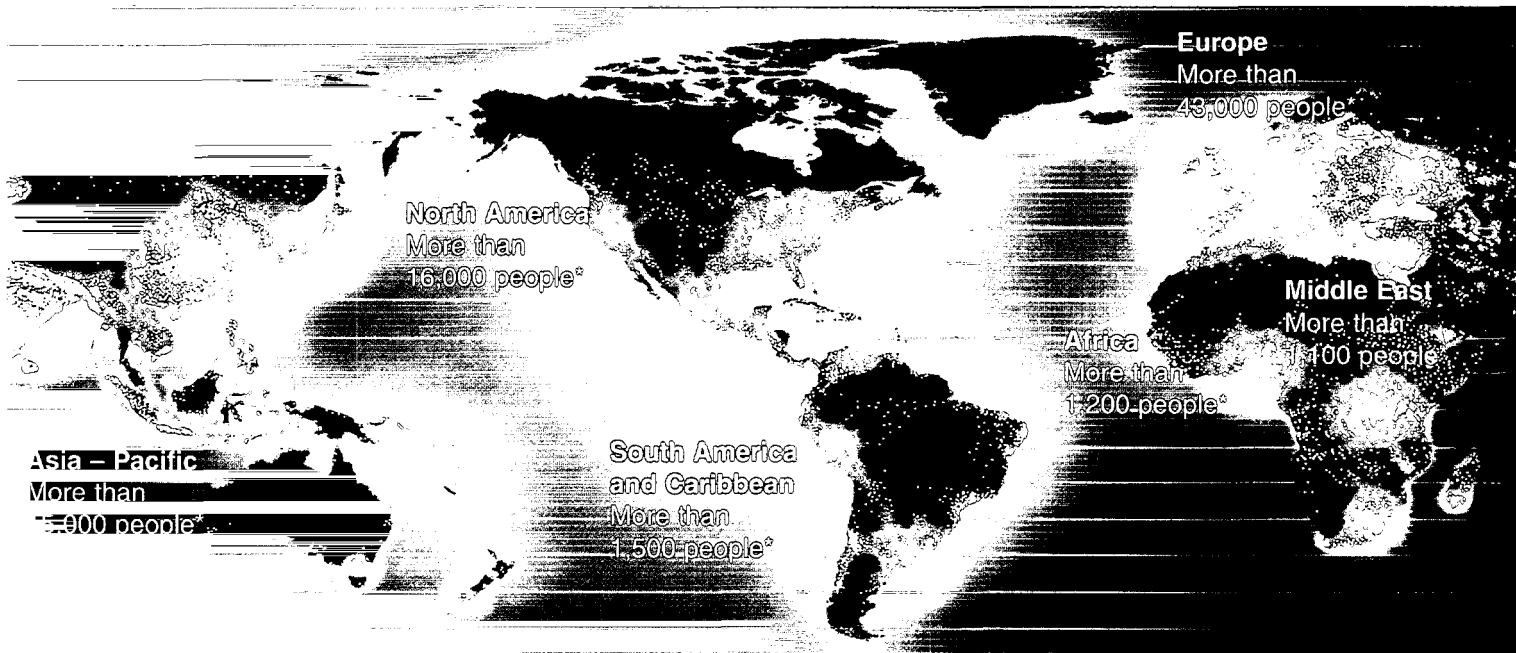 Europe
More than
43,000 people*
North America
More than
16,000 people*
Middle East
More than
1,100 people
Africa
More than
1,200 people*
South America
and Caribbean
More than
1,500 people*
Asia – Pacific
More than
people*